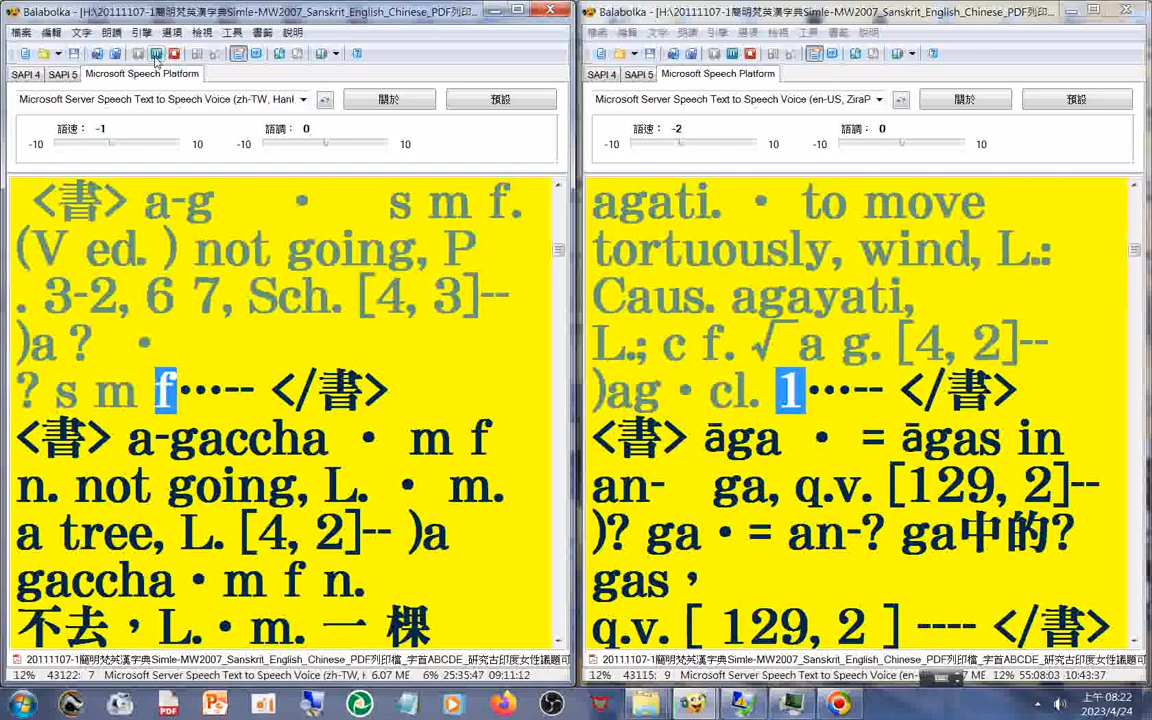 Balabolka - [H:\20111107-1簡明梵英漢字典Simle-MW2007_Sanskrit_English_Chinese_PDF列印...
檔案 編輯 文字 朗讀 引擎 選項 檢視 工具 書籤 說明
SAPI 4 SAPI 5 Microsoft Speech Platform
Microsoft Server Speech Text to Speech Voice (zh-TW, Hanl
關於 預設
語速： -1 語調： 0
-10 10 -10 10
<書> a-g • s m f.
(V ed. ) not going, P
. 3-2, 6 7, Sch. [4, 3]--
)a ? •
? s m f…-- </書>
<書> a-gaccha • m f
n. not going, L. • m.
a tree, L. [4, 2]-- )a
gaccha • m f n.
不去，L. • m. 一 棵
20111107-1簡明梵英漢字典Simle-MW2007_Sanskrit_English_Chinese_PDF列印檔_字首ABCDE_研究古印度女性議題可
12% 43122: 7 Microsoft Server Speech Text to Speech Voice (zh-TW, H 6.07 ME 6% 25:35:47 09:11:12
Balabolka - [H:\20111107-1簡明梵英漢字典Simle-MW2007_Sanskrit_English_Chinese_PDF列印...
檔案 編輯 文字 朗讀 引擎 選項 檢視 工具 書籤 說明
SAPI 4 SAPI 5 Microsoft Speech Platform
Microsoft Server Speech Text to Speech Voice (en-US, ZiraP
關於 預設
語速： -2 語調： 0
-10 10 -10 10
agati. • to move
tortuously, wind, L.:
Caus. agayati,
L.; c f. √ a g. [4, 2]--
)ag • cl. 1…-- </書>
<書> āga • = āgas in
an- ga, q.v. [129, 2]--
)? ga • = an-? ga中的?
gas，
q.v. [ 129, 2 ] ---- </書>
20111107-1簡明梵英漢字典Simle-MW2007_Sanskrit_English_Chinese_PDF列印檔_字首ABCDE_研究古印度女性議題可
12% 43115: 9 Microsoft Server Speech Text to Speech Voice (en-u ME 12% 55:08:03 10:43:37
上午 08:22
2023/4/24